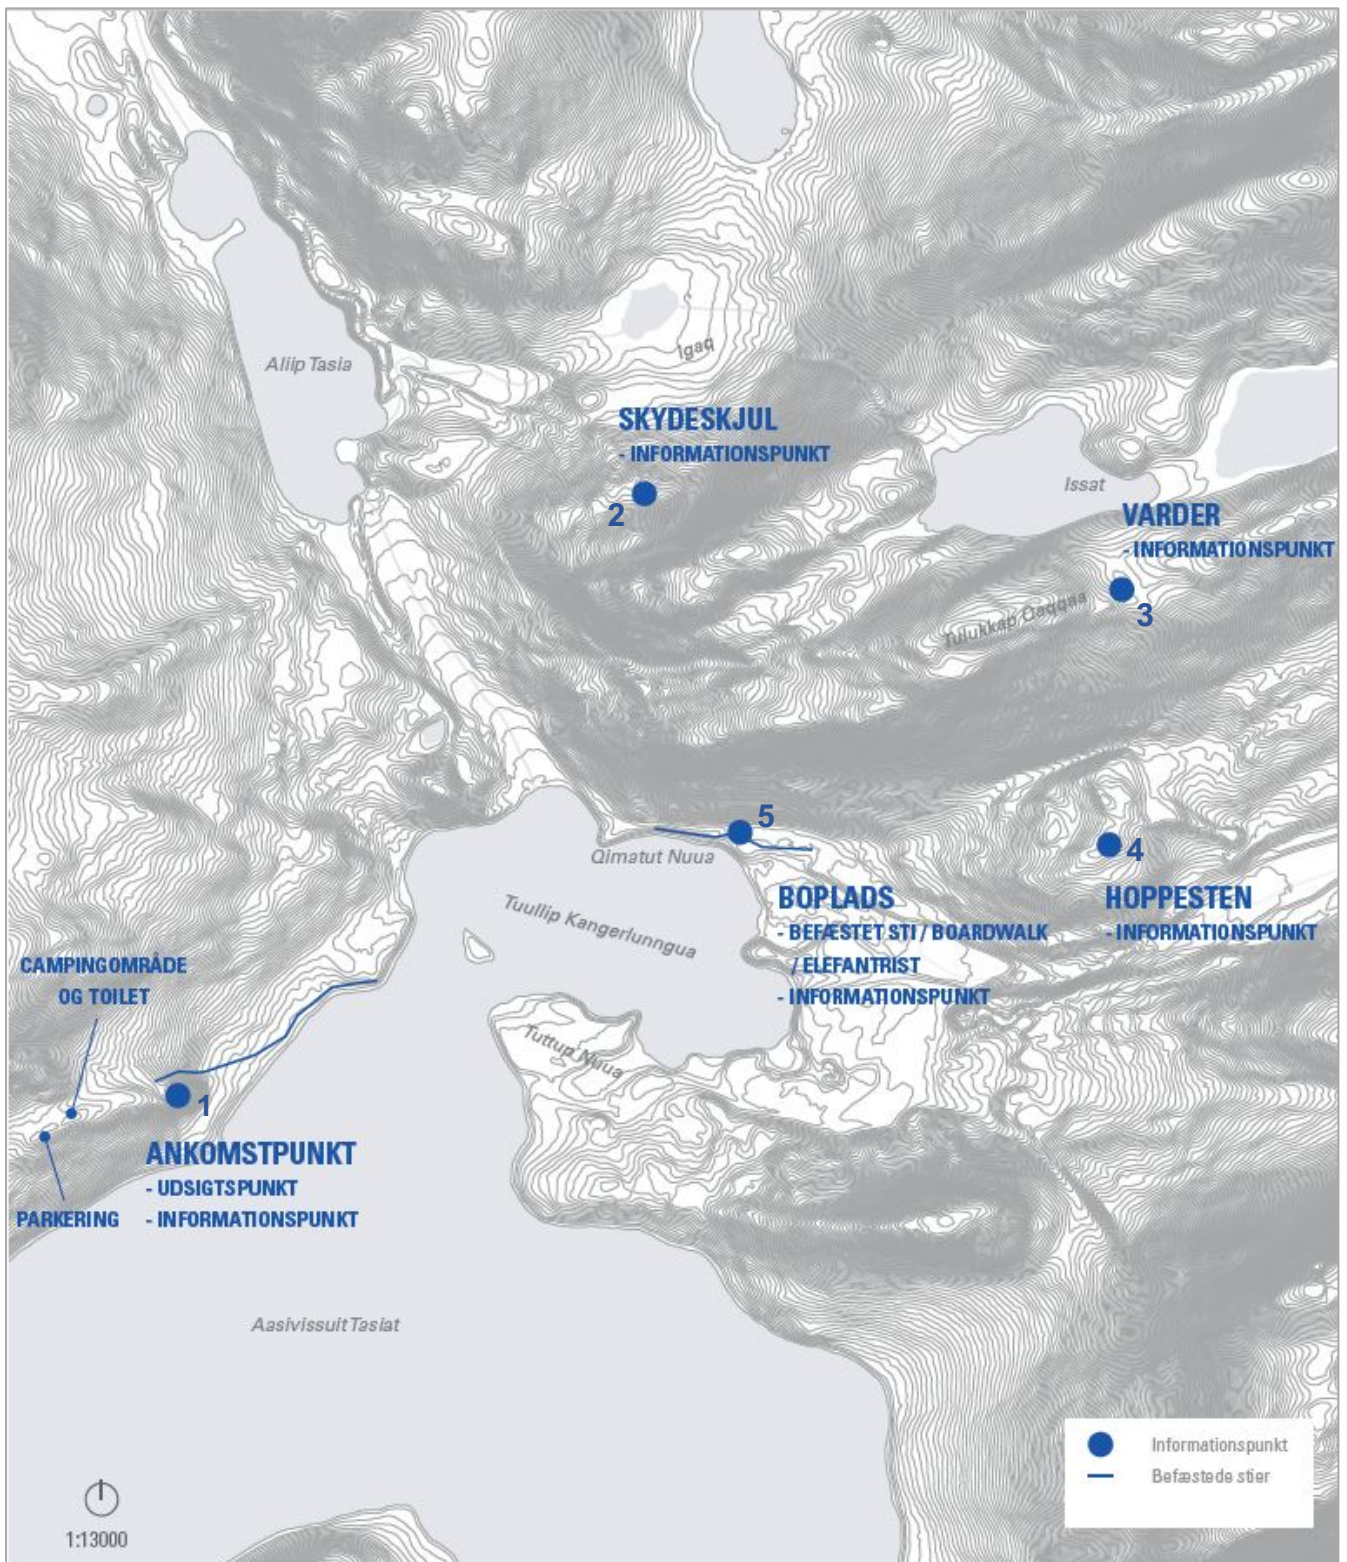 Aliip Tasia
Igaq
SKYDESKJUL
- INFORMATIONSPUNKT
2
Issat
VARDER
- INFORMATIONSPUNKT
3
Tulukkap Qaqqaa
5
Qimatut Nuua
4
BOPLADS
- BEFÆSTET STI / BOARDWALK
/ ELEFANTRIST
- INFORMATIONSPUNKT
HOPPESTEN
- INFORMATIONSPUNKT
Tuullip Kangerlunngua
CAMPINGOMRÅDE
OG TOILET
Tuttup Nuua
1
ANKOMSTPUNKT
- UDSIGTSPUNKT
- INFORMATIONSPUNKT
PARKERING
Aasivissuit Tasiat
Informationspunkt
Befæstede stier
1:13000